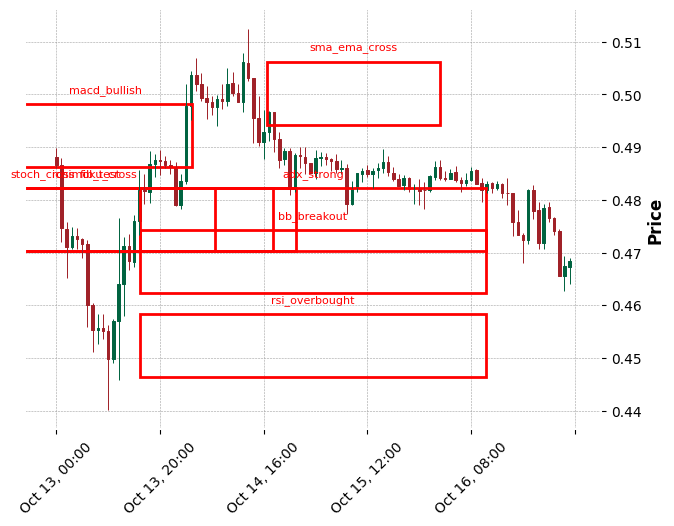 sma_ema_cross
macd_bullish
adx_strong
bb_breakout
rsi_overbought
0.51
0.50
0.49
0.48
0.47
0.46
0.45
0.44
Price
Oct 13, 00:00
Oct 13, 20:00
Oct 14, 16:00
Oct 15, 12:00
Oct 16, 08:00